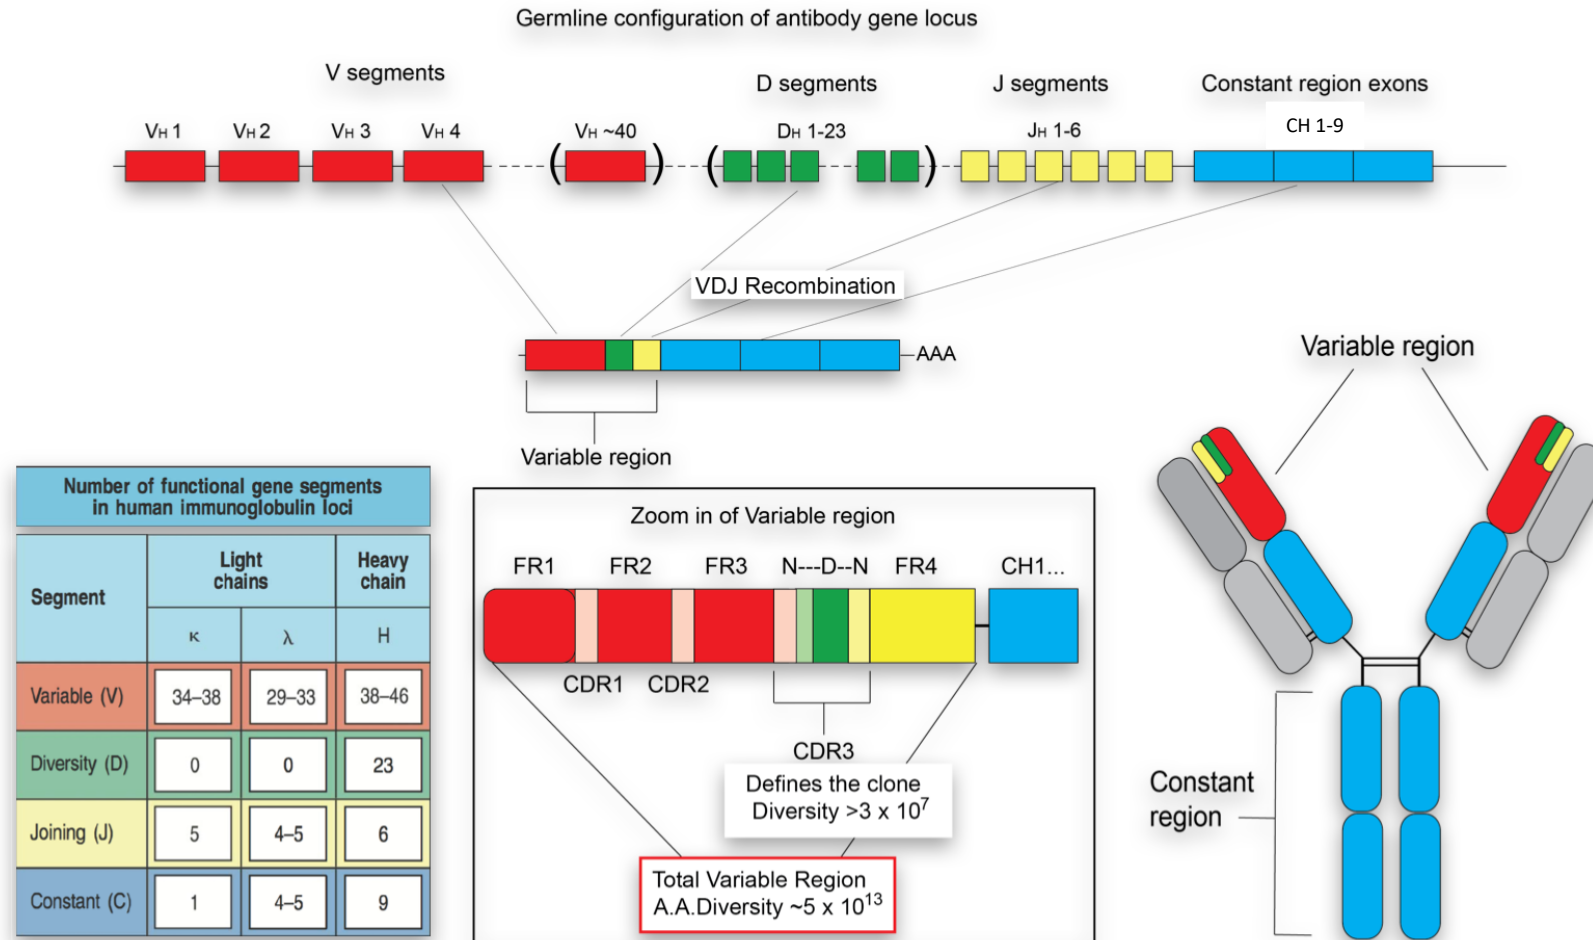 Germline configuration of antibody gene locus
V segments
D segments
J segments
Constant region exons
VH 1
VH 2
VH 3
VH 4
VH ~40
DH 1-23
JH 1-6
CH 1-9
VDJ Recombination
AAA
Variable region
Variable region
Constant
region
Number of functional gene segments
in human immunoglobulin loci
Segment
Light
chains
Heavy
chain
κ
λ
H
Variable (V)
34–38
29–33
38–46
Diversity (D)
0
0
23
Joining (J)
5
4–5
6
Constant (C)
1
4–5
9
Zoom in of Variable region
FR1
FR2
FR3
N---D--N
FR4
CH1...
CDR1
CDR2
CDR3
Defines the clone
Diversity >3 x 10⁷
Total Variable Region
A.A.Diversity ~5 x 10¹³